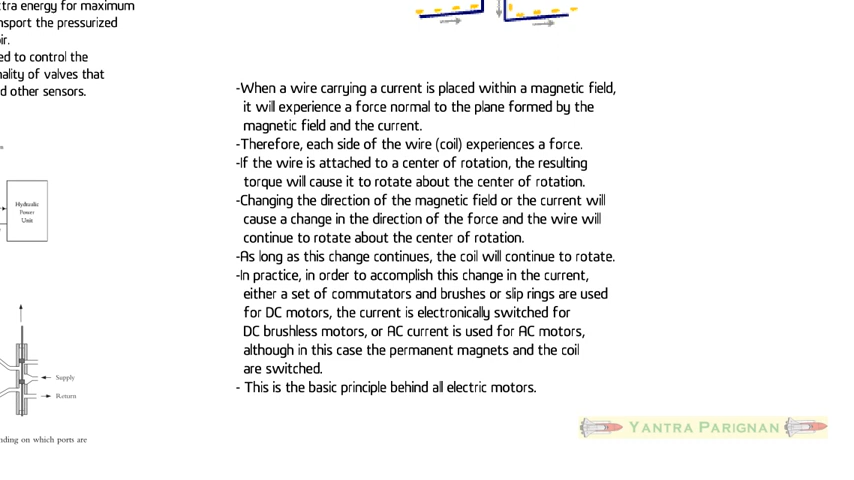 tra energy for maximum
nsport the pressurized
ir.
ed to control the
nality of valves that
d other sensors.
Hydraulic
Power
Unit
Supply
Return
nding on which ports are
-When a wire carrying a current is placed within a magnetic field,
it will experience a force normal to the plane formed by the
magnetic field and the current.
-Therefore, each side of the wire (coil) experiences a force.
-If the wire is attached to a center of rotation, the resulting
torque will cause it to rotate about the center of rotation.
-Changing the direction of the magnetic field or the current will
cause a change in the direction of the force and the wire will
continue to rotate about the center of rotation.
-As long as this change continues, the coil will continue to rotate.
-In practice, in order to accomplish this change in the current,
either a set of commutators and brushes or slip rings are used
for DC motors, the current is electronically switched for
DC brushless motors, or AC current is used for AC motors,
although in this case the permanent magnets and the coil
are switched.
- This is the basic principle behind all electric motors.
YANTRA PARIGNAN